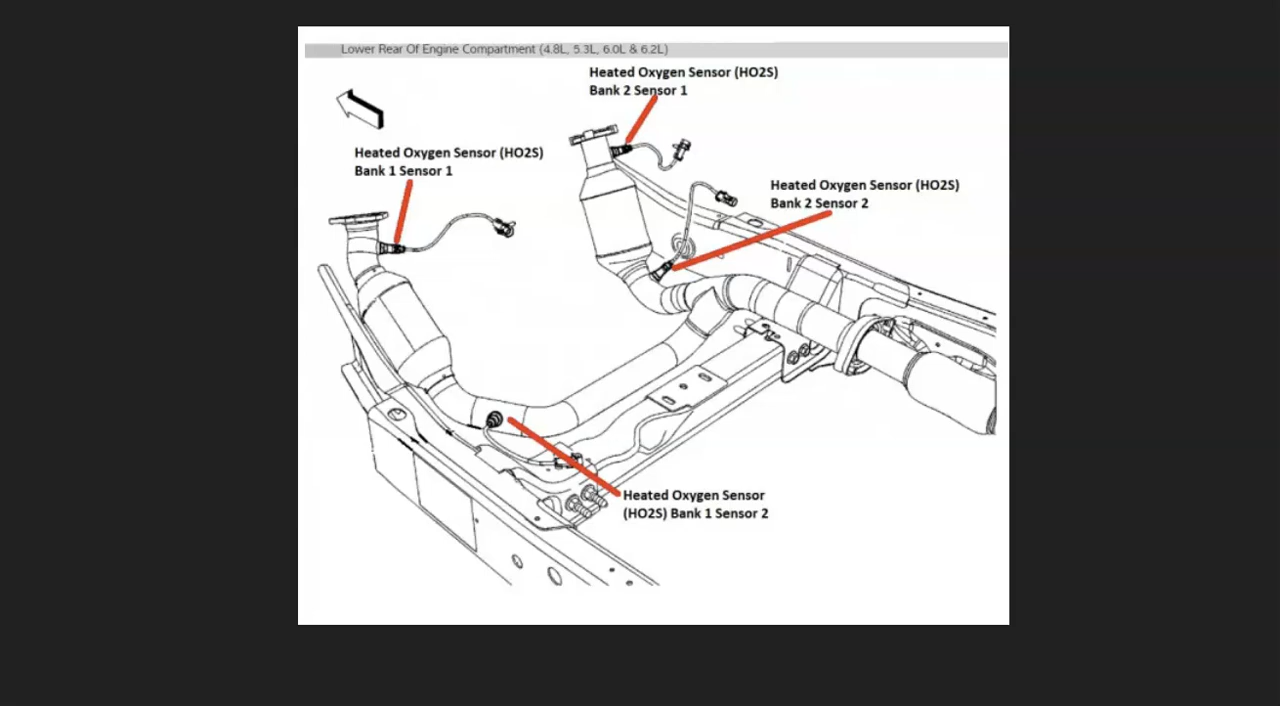 Lower Rear Of Engine Compartment (4.8L, 5.3L, 6.0L & 6.2L)
Heated Oxygen Sensor (HO2S)
Bank 2 Sensor 1
Heated Oxygen Sensor (HO2S)
Bank 1 Sensor 1
Heated Oxygen Sensor (HO2S)
Bank 2 Sensor 2
Heated Oxygen Sensor
(HO2S) Bank 1 Sensor 2